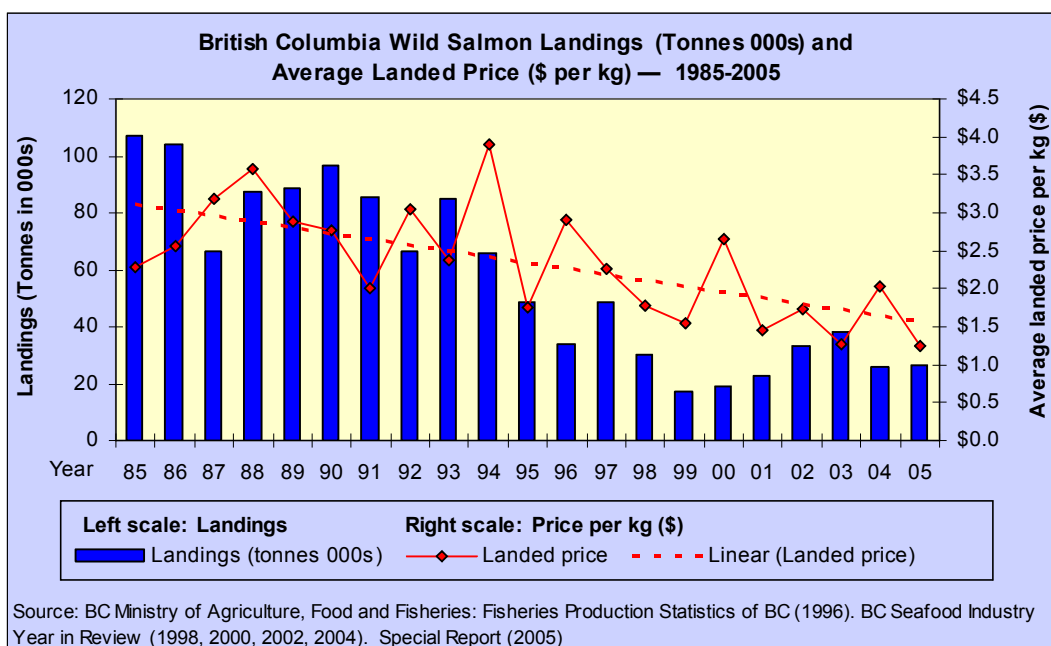 British Columbia Wild Salmon Landings (Tonnes 000s) and
Average Landed Price ($ per kg) — 1985-2005
Landings (Tonnes in 000s)
120
100
80
60
40
20
0
$4.5
$4.0
$3.5
$3.0
$2.5
$2.0
$1.5
$1.0
$0.5
$0.0
Average landed price per kg ($)
Year 85 86 87 88 89 90 91 92 93 94 95 96 97 98 99 00 01 02 03 04 05
Left scale: Landings Right scale: Price per kg ($)
Landings (tonnes 000s) Landed price Linear (Landed price)
Source: BC Ministry of Agriculture, Food and Fisheries: Fisheries Production Statistics of BC (1996). BC Seafood Industry
Year in Review (1998, 2000, 2002, 2004). Special Report (2005)